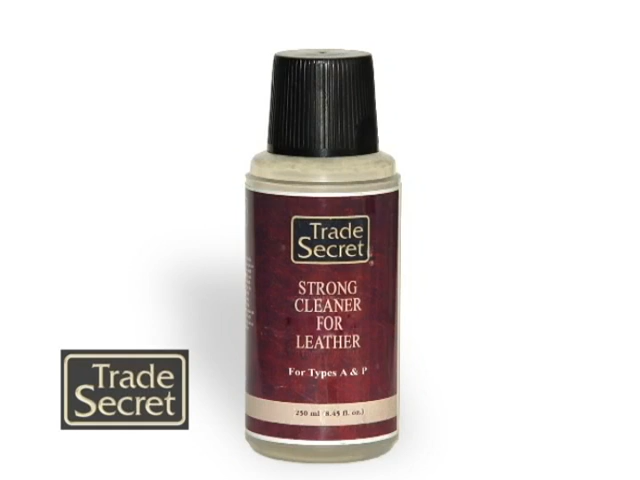 Trade
Secret
STRONG
CLEANER
FOR
LEATHER
For Types A & P
250 ml (8.45 fl. oz.)
Trade
Secret